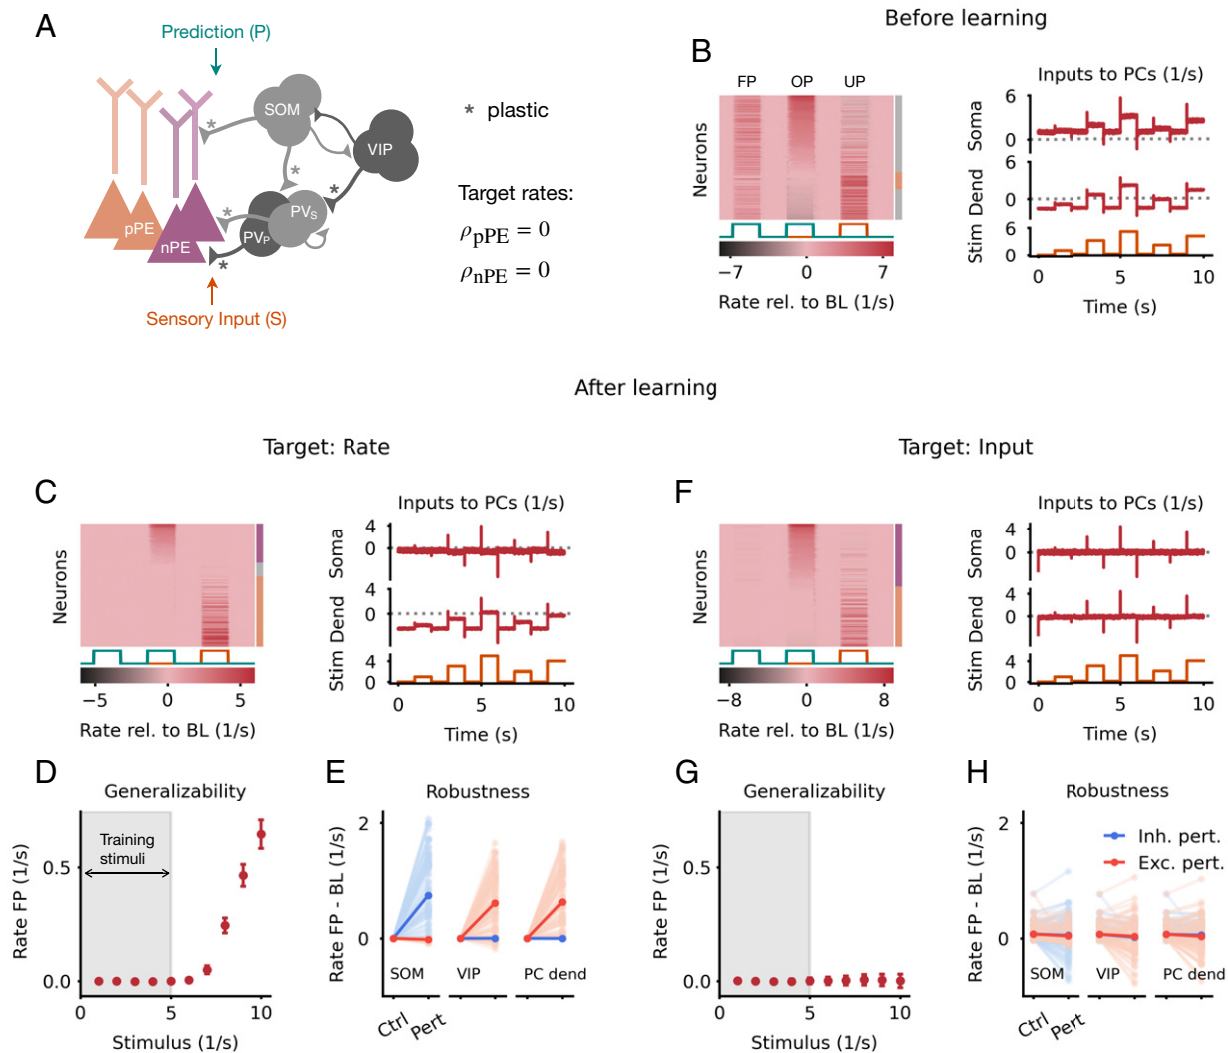 Before learning
A
Prediction (P)
SOM
VIP
PVS
PVP
pPE
nPE
*
*
*
*
*
* plastic
Target rates:
ρpPE = 0
ρnPE = 0
Sensory Input (S)
B
FP OP UP
Neurons
−7 0 7
Rate rel. to BL (1/s)
Inputs to PCs (1/s)
Soma
6
0
Dend
6
0
Stim
6
0
0 5 10
Time (s)
After learning
Target: Rate
Target: Input
C
Neurons
−5 0 5
Rate rel. to BL (1/s)
Inputs to PCs (1/s)
Soma
4
0
Dend
4
0
Stim
4
0
0 5 10
Time (s)
F
Neurons
−8 0 8
Rate rel. to BL (1/s)
Inputs to PCs (1/s)
Soma
4
0
Dend
4
0
Stim
4
0
0 5 10
Time (s)
D
Generalizability
Training
stimuli
Rate FP (1/s)
0.5
0.0
0 5 10
Stimulus (1/s)
E
Robustness
Rate FP - BL (1/s)
2
0
SOM VIP PC dend
Ctrl Pert
G
Generalizability
Rate FP (1/s)
0.5
0.0
0 5 10
Stimulus (1/s)
H
Robustness
Inh. pert.
Exc. pert.
Rate FP - BL (1/s)
2
0
SOM VIP PC dend
Ctrl Pert